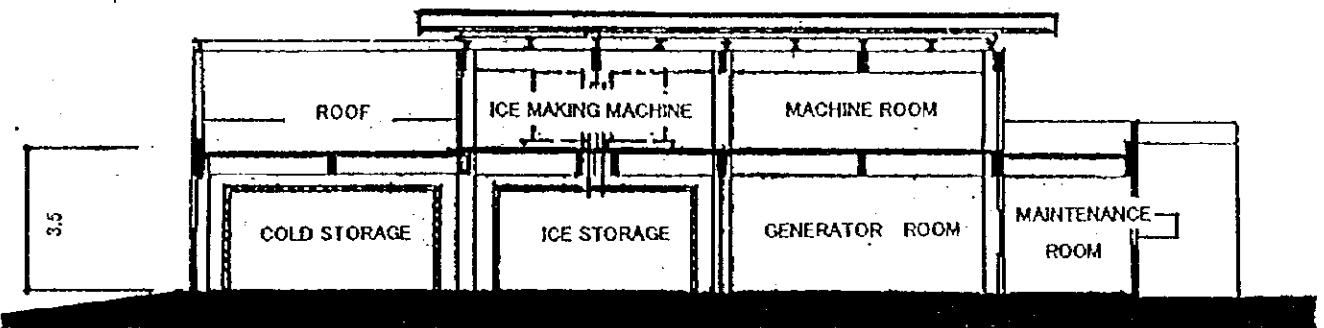 ROOF
ICE MAKING MACHINE
MACHINE ROOM
3.5
COLD STORAGE
ICE STORAGE
GENERATOR ROOM
MAINTENANCE
ROOM